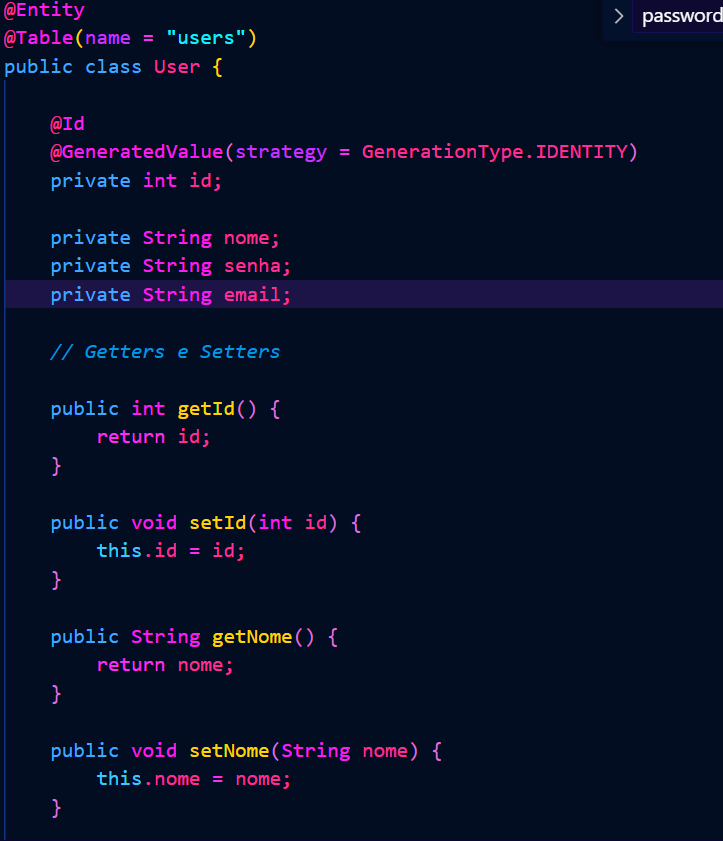 @Entity
@Table(name = "users")
public class User {
@Id
@GeneratedValue(strategy = GenerationType.IDENTITY)
private int id;
private String nome;
private String senha;
private String email;
// Getters e Setters
public int getId() {
return id;
}
public void setId(int id) {
this.id = id;
}
public String getNome() {
return nome;
}
public void setNome(String nome) {
this.nome = nome;
}
password